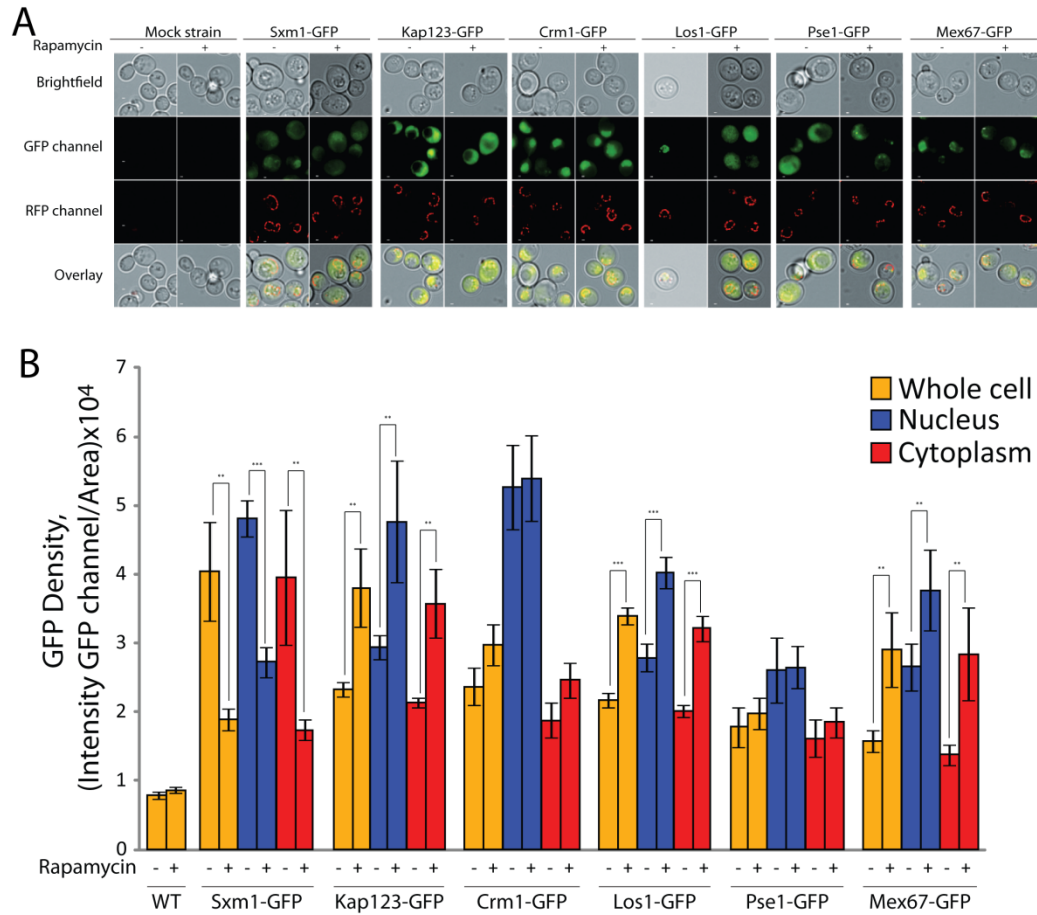 A
Mock strain Sxm1-GFP Kap123-GFP Crm1-GFP Los1-GFP Pse1-GFP Mex67-GFP
Rapamycin - + - + - + - + - + - + - +
Brightfield
GFP channel
RFP channel
Overlay
B
GFP Density,
(Intensity GFP channel/Area)x10⁴
7
6
5
4
3
2
1
0
Whole cell
Nucleus
Cytoplasm
** *** **
** ** **
*** *** ***
** ** **
Rapamycin - + - + - + - + - + - + - + - + - + - + - + - + - + - + - + - + - + - + - +
WT Sxm1-GFP Kap123-GFP Crm1-GFP Los1-GFP Pse1-GFP Mex67-GFP